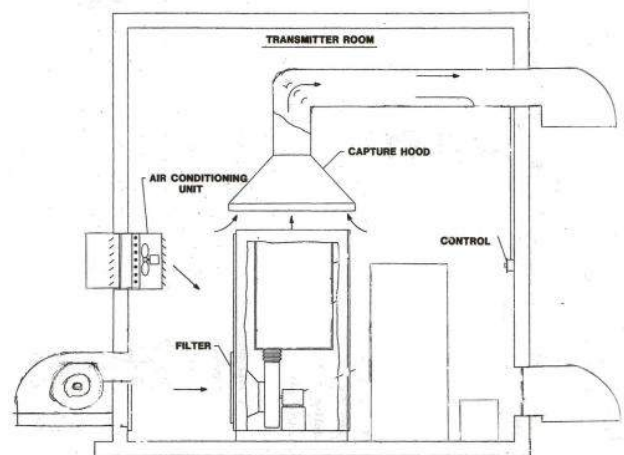 TRANSMITTER ROOM
CAPTURE HOOD
AIR CONDITIONING
UNIT
CONTROL
FILTER